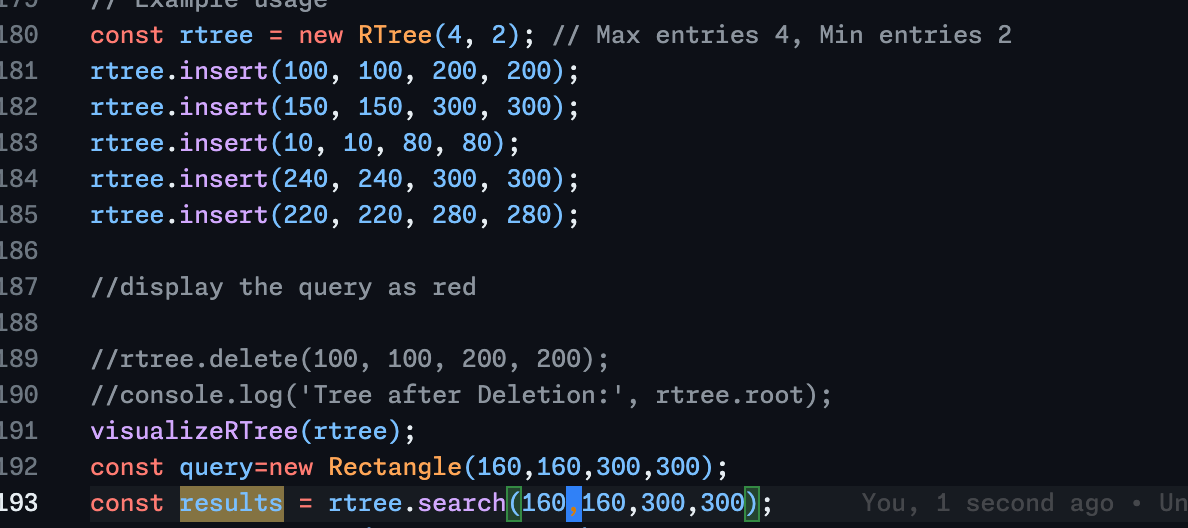 179 // Example usage
180 const rtree = new RTree(4, 2); // Max entries 4, Min entries 2
181 rtree.insert(100, 100, 200, 200);
182 rtree.insert(150, 150, 300, 300);
183 rtree.insert(10, 10, 80, 80);
184 rtree.insert(240, 240, 300, 300);
185 rtree.insert(220, 220, 280, 280);
186
187 //display the query as red
188
189 //rtree.delete(100, 100, 200, 200);
190 //console.log('Tree after Deletion:', rtree.root);
191 visualizeRTree(rtree);
192 const query=new Rectangle(160,160,300,300);
193 const results = rtree.search(160,160,300,300); You, 1 second ago • Un